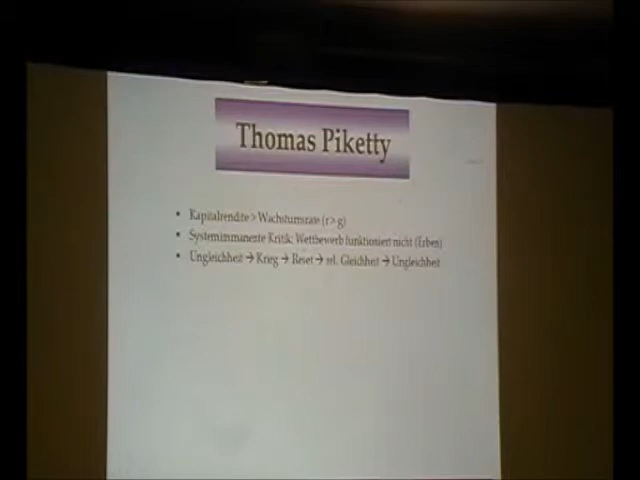 Thomas Piketty
• Kapitalrendite > Wachstumsrate (r > g)
• Systemimmanente Kritik: Wettbewerb funktioniert nicht (Erben)
• Ungleichheit → Krieg → Reset → rel. Gleichheit → Ungleichheit